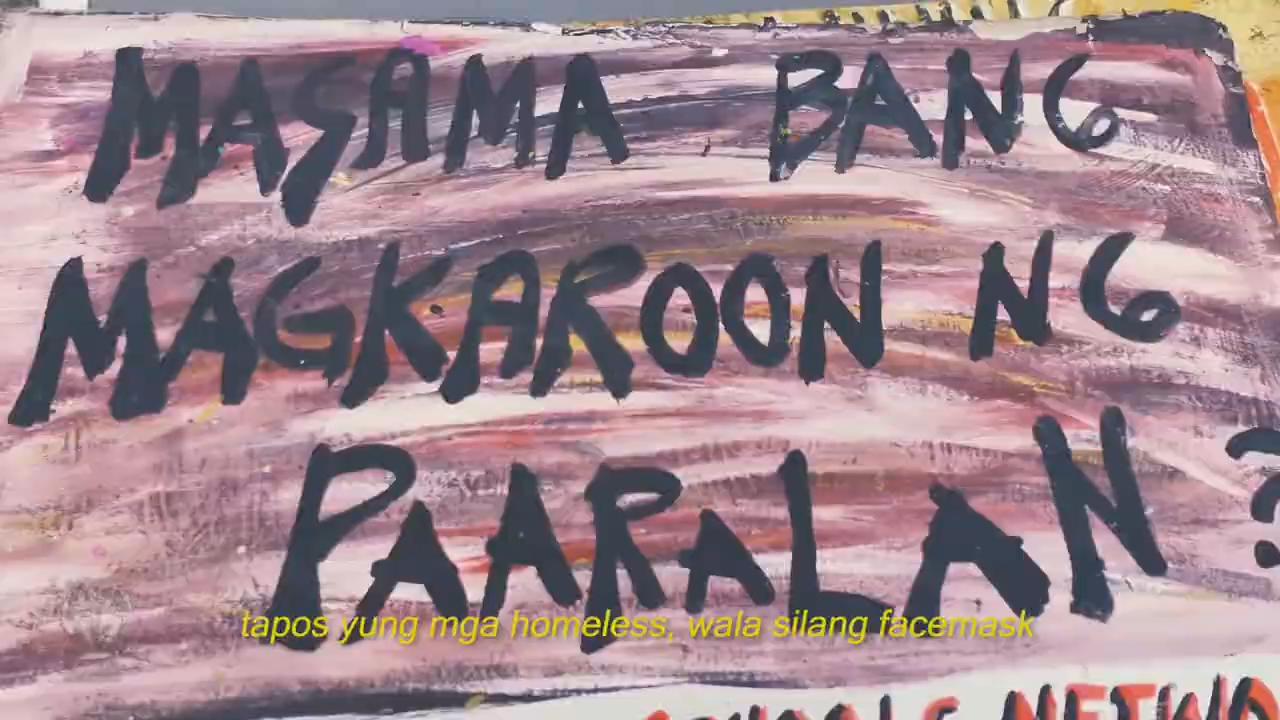 MASAMA BANG
MAGKAROON NG
PAARALAN?
tapos yung mga homeless, wala silang facemask